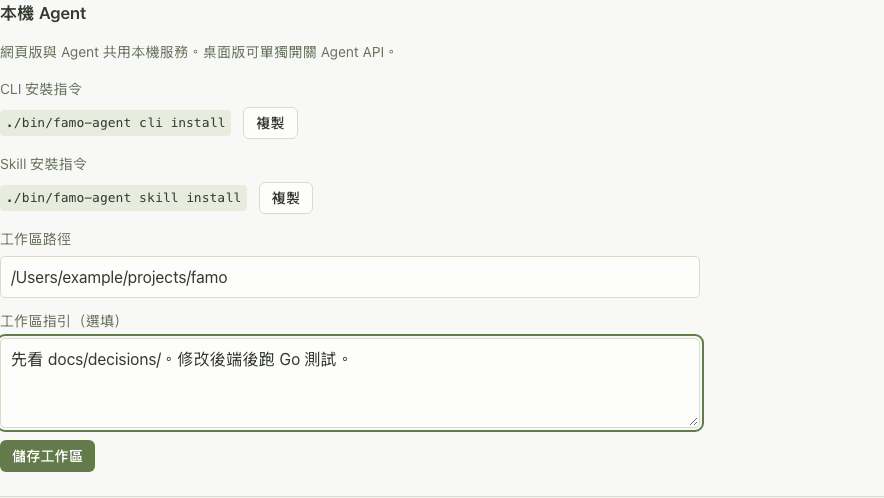 本機 Agent
網頁版與 Agent 共用本機服務。桌面版可單獨開關 Agent API。
CLI 安裝指令
./bin/famo-agent cli install
複製
Skill 安裝指令
./bin/famo-agent skill install
複製
工作區路徑
/Users/example/projects/famo
工作區指引（選填）
先看 docs/decisions/。修改後端後跑 Go 測試。
儲存工作區